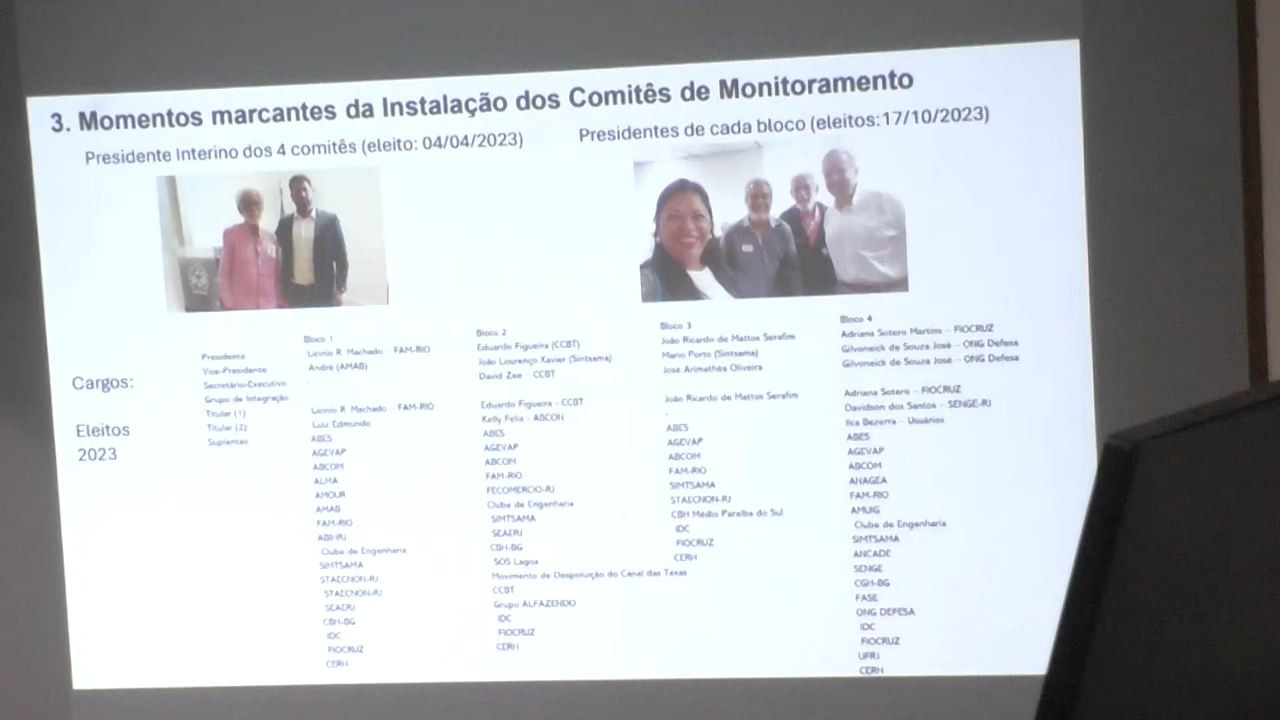 3. Momentos marcantes da Instalação dos Comitês de Monitoramento
Presidente Interino dos 4 comitês (eleito: 04/04/2023)
Presidentes de cada bloco (eleitos:17/10/2023)
Cargos:
Eleitos
2023
Presidente
Vice-Presidente
Secretário-Executivo
Grupo de Integração
Titular (1)
Titular (2)
Suplentes
Bloco 1
Licinio R. Machado - FAM-RIO
André (AMAB)
Licinio R. Machado - FAM-RIO
Luiz Edmundo
ABES
AGEVAP
ABCOM
ALMA
AMOUR
AMAB
FAM-RIO
Clube de Engenharia
SIMTSAMA
STAECNON-RJ
STAECNON-RJ
SEAERJ
CBH-BG
IDC
FIOCRUZ
CERH
Bloco 2
Eduardo Figueira (CCBT)
João Lourenço Xavier (Sintsama)
David Zee - CCBT
Eduardo Figueira - CCBT
Kelly Felix - ABCON
ABES
AGEVAP
ABCOM
FAM-RIO
FECOMERCIO-RJ
Clube de Engenharia
SIMTSAMA
SEAERJ
CBH-BG
SOS Lagoa
Movimento de Despoluição do Canal das Taxas
CCBT
Grupo ALFAZENDO
IDC
FIOCRUZ
CERH
Bloco 3
João Ricardo de Mattos Serafim
Mario Porto (Sintsama)
José Arimathéa Oliveira
João Ricardo de Mattos Serafim
-
ABES
AGEVAP
ABCOM
FAM-RIO
SIMTSAMA
STAECNON-RJ
CBH Médio Paraíba do Sul
IDC
FIOCRUZ
CERH
Bloco 4
Adriana Sotero Martins - FIOCRUZ
Gilvoneick de Souza José - ONG Defesa
Gilvoneick de Souza José - ONG Defesa
Adriana Sotero - FIOCRUZ
Davidson dos Santos - SENGE-RJ
Ilca Bezerra - Usuários
ABES
AGEVAP
ABCOM
ANAGEA
FAM-RIO
AMUIG
Clube de Engenharia
SIMTSAMA
ANCADE
SENGE
CGH-BG
FASE
ONG DEFESA
IDC
FIOCRUZ
UFRJ
CERH